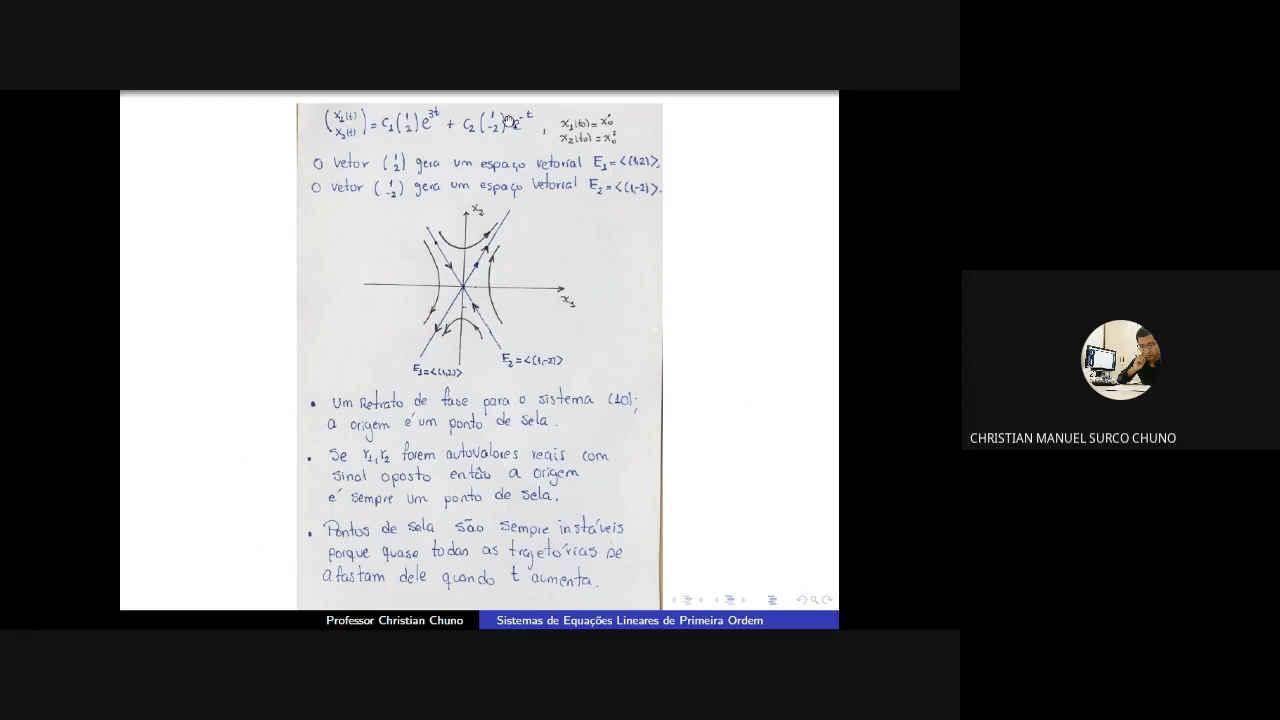 (x₁(t) x₂(t)) = C₁ (1 2) e^3t + C₂ (1 -2) e^-t , x₁(t₀) = x₀¹
x₂(t₀) = x₀²
O vetor (1 2) gera um espaço vetorial E₁ = <(1,2)>.
O vetor (1 -2) gera um espaço vetorial E₂ = <(1,-2)>.
x₂
x₁
E₂ = <(1,-2)>
E₁ = <(1,2)>
• Um Retrato de fase para o sistema (10);
a origem é um ponto de sela.
• Se r₁, r₂ forem autovalores reais com
sinal oposto então a origem
é sempre um ponto de sela.
• Pontos de sela são sempre instáveis
porque quase todas as trajetórias se
afastam dele quando t aumenta.
Professor Christian Chuno Sistemas de Equações Lineares de Primeira Ordem
CHRISTIAN MANUEL SURCO CHUNO